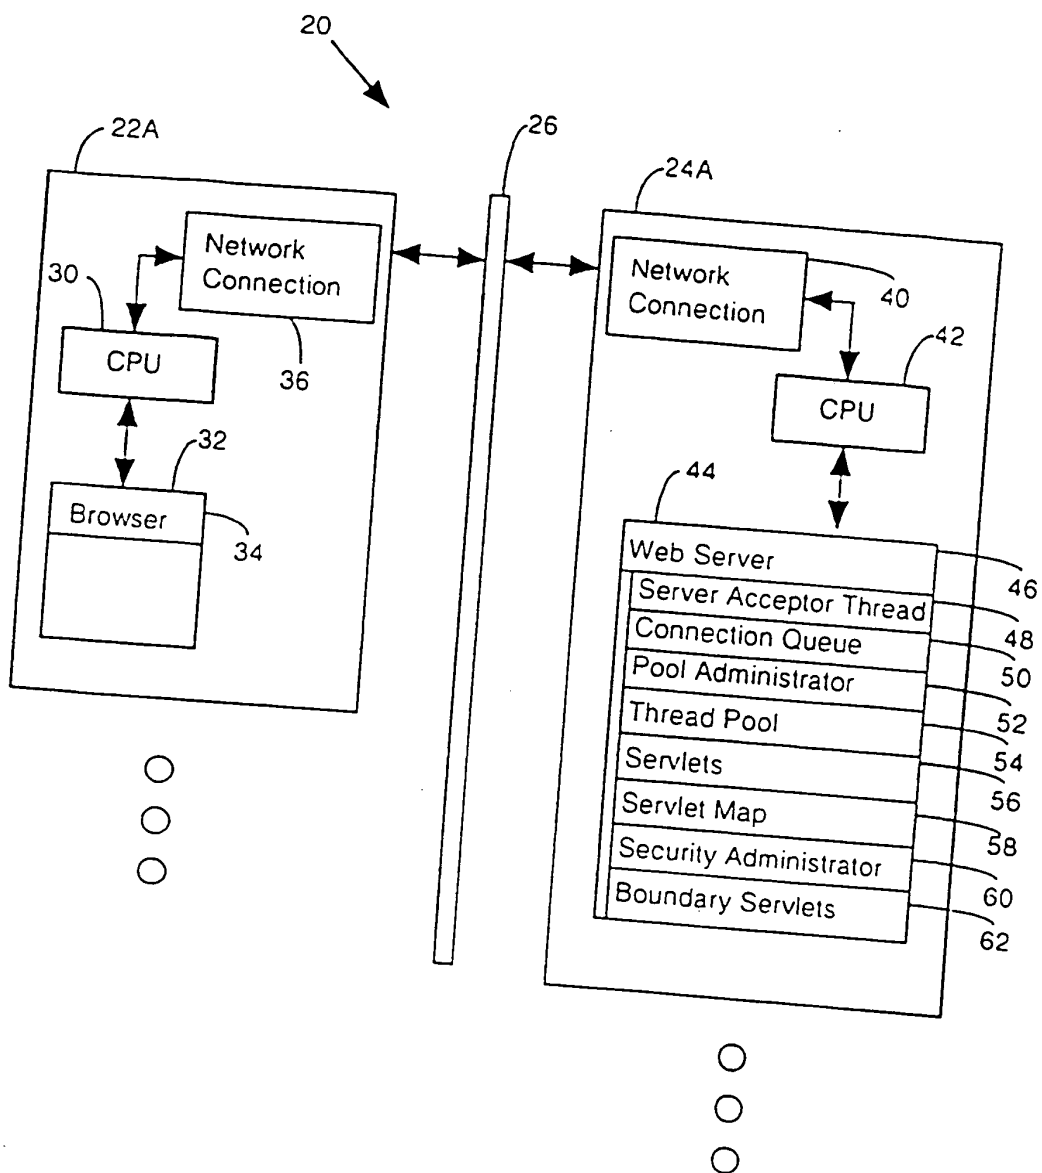 20
22A
26
24A
Network
Connection
30
36
CPU
32
Browser
34
Network
Connection
40
42
CPU
44
Web Server
46
Server Acceptor Thread
48
Connection Queue
50
Pool Administrator
52
Thread Pool
54
Servlets
56
Servlet Map
58
Security Administrator
60
Boundary Servlets
62